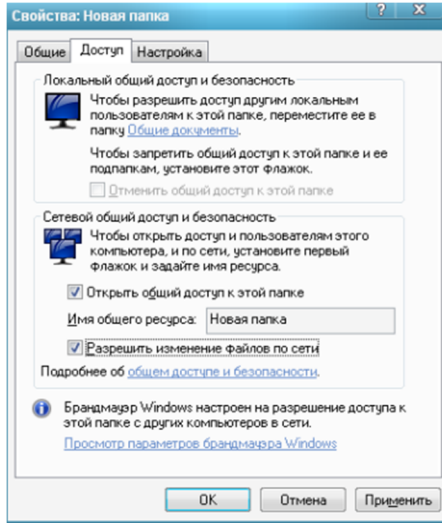 Свойства: Новая папка
? X
Общие Доступ Настройка
Локальный общий доступ и безопасность
Чтобы разрешить доступ другим локальным
пользователям к этой папке, переместите ее в
папку Общие документы.
Чтобы запретить общий доступ к этой папке и ее
подпапкам, установите этот флажок.
Отменить общий доступ к этой папке
Сетевой общий доступ и безопасность
Чтобы открыть доступ и пользователям этого
компьютера, и по сети, установите первый
флажок и задайте имя ресурса.
Открыть общий доступ к этой папке
Имя общего ресурса: Новая папка
Разрешить изменение файлов по сети
Подробнее об общем доступе и безопасности.
Брандмауэр Windows настроен на разрешение доступа к
этой папке с других компьютеров в сети.
Просмотр параметров брандмауэра Windows
OK Отмена Применить